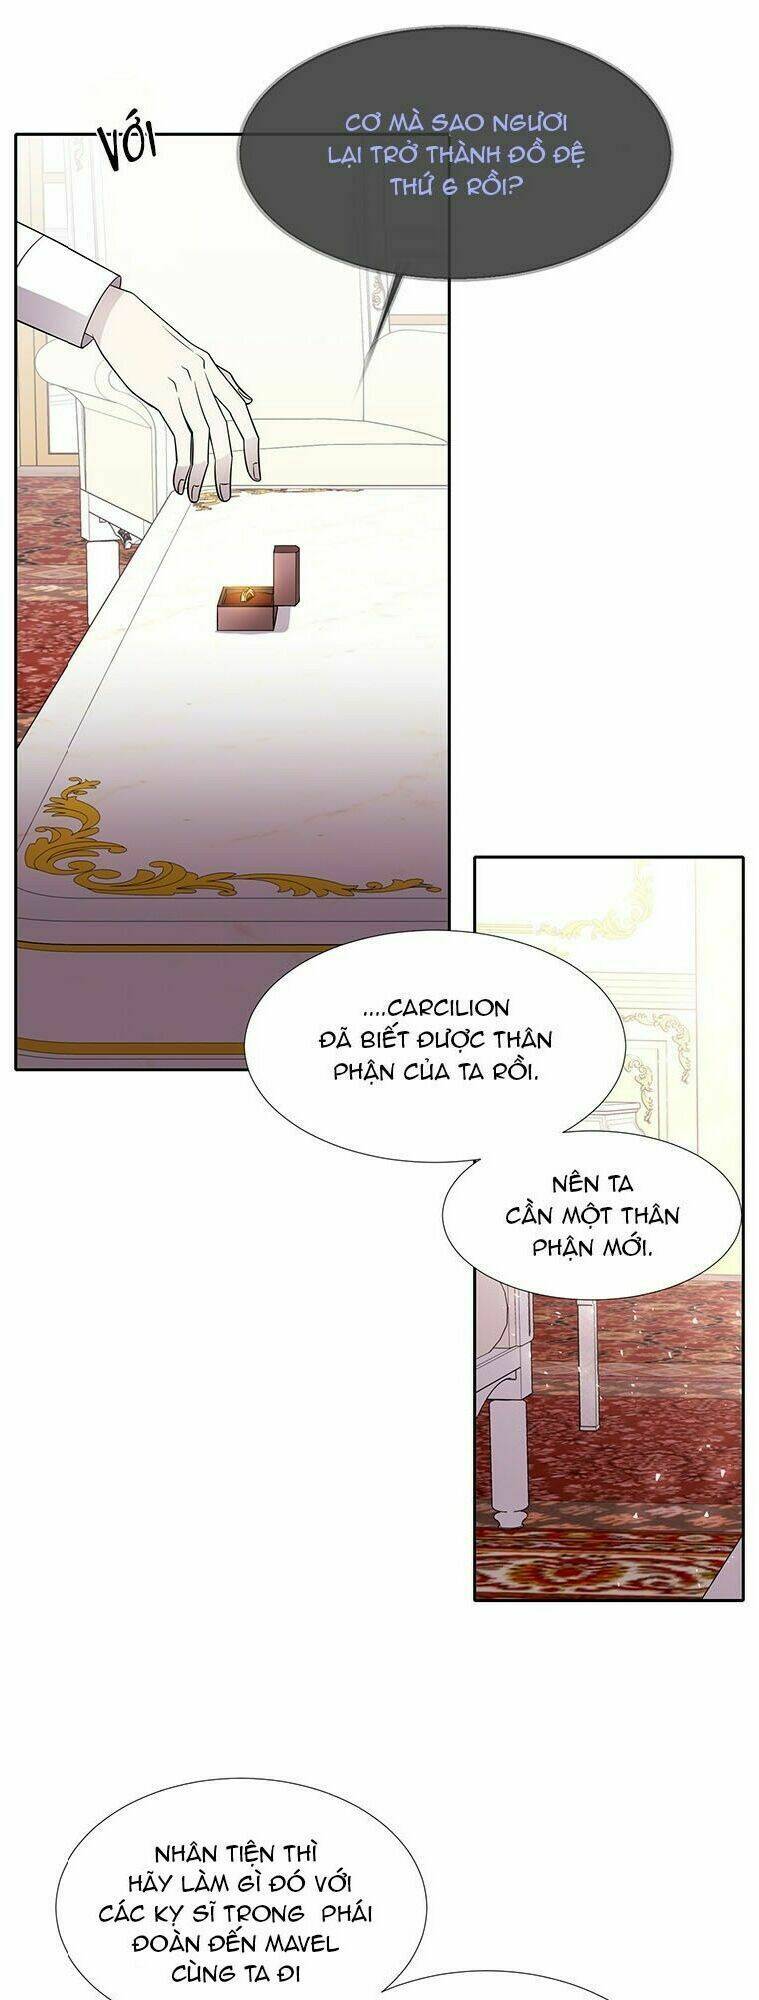 CƠ MÀ SAO NGƯƠI
LẠI TRỞ THÀNH ĐỒ ĐỆ
THỨ 6 RỒI?
VỚI
....CARCILION
ĐÃ BIẾT ĐƯỢC THÂN
PHẬN CỦA TA RỒI.
NÊN TA
CẦN MỘT THÂN
PHẬN MỚI.
NHÂN TIỆN THÌ
HÃY LÀM GÌ ĐÓ VỚI
CÁC KỴ SĨ TRONG PHÁI
ĐOÀN ĐẾN MAVEL
CÙNG TA ĐI